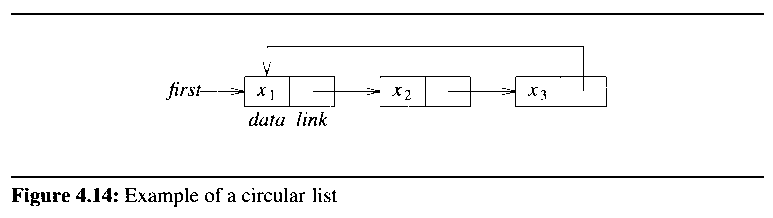 first x1 x2 x3
data link
Figure 4.14: Example of a circular list